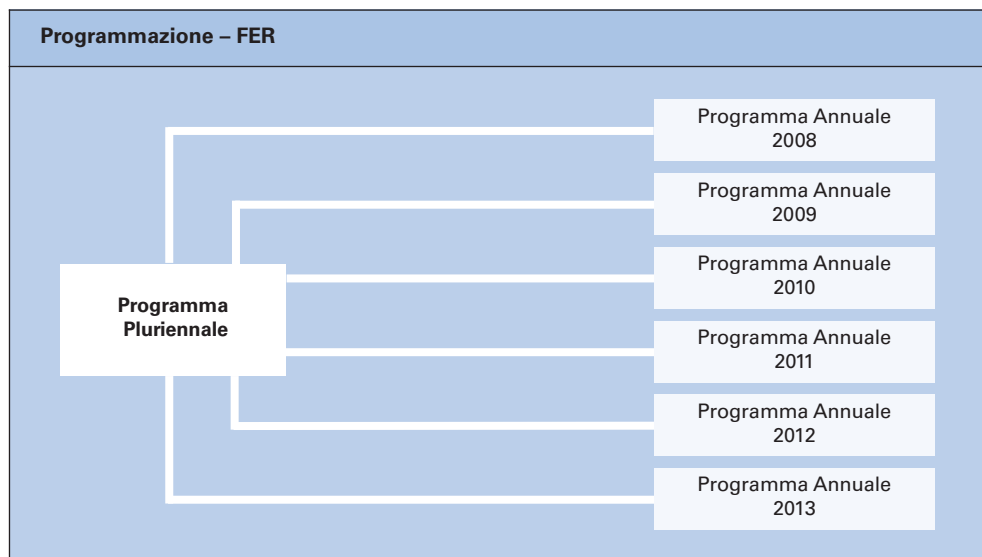 Programmazione – FER
Programma Annuale
2008
Programma Annuale
2009
Programma Annuale
2010
Programma
Pluriennale
Programma Annuale
2011
Programma Annuale
2012
Programma Annuale
2013